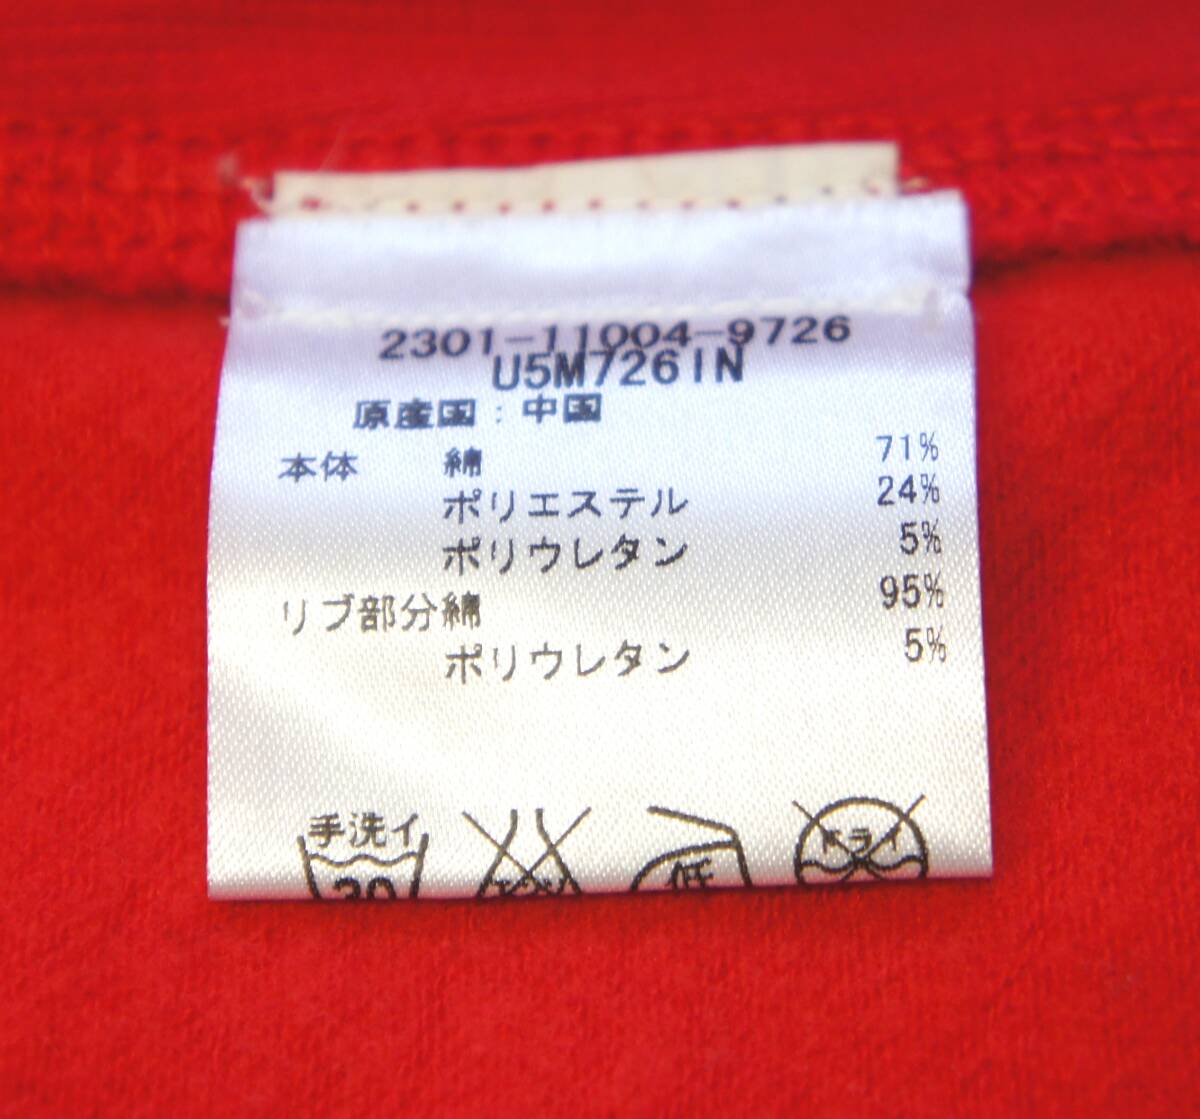 2301-11004-9726
U5M726IN
原産国:中国
本体 綿 71%
ポリエステル 24%
ポリウレタン 5%
リブ部分綿 95%
ポリウレタン 5%
手洗イ 低 ドライ
30